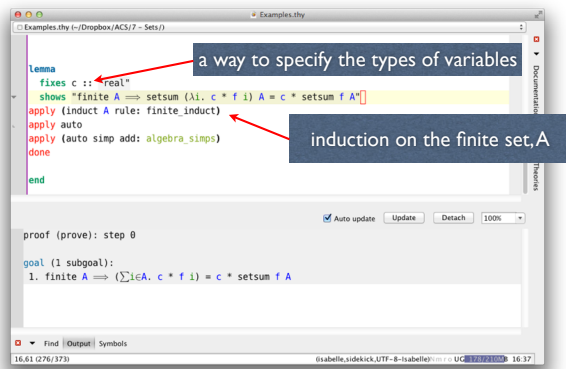 Examples.thy
Examples.thy (~/Dropbox/ACS/7 - Sets/)
a way to specify the types of variables
lemma
fixes c :: "real"
shows "finite A ⟹ setsum (λi. c * f i) A = c * setsum f A"
apply (induct A rule: finite_induct)
apply auto
apply (auto simp add: algebra_simps)
done
end
induction on the finite set, A
Theories
Auto update Update Detach 100%
proof (prove): step 0
goal (1 subgoal):
1. finite A ⟹ (∑i∈A. c * f i) = c * setsum f A
Find Output Symbols
16,61 (276/373) (isabelle,sidekick,UTF-8-Isabelle) UG 178/210MB 16:37